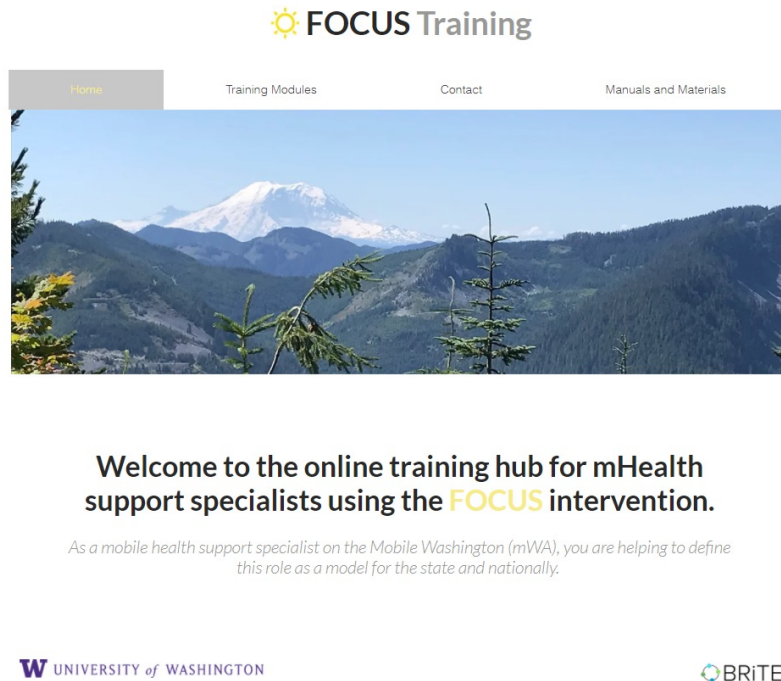 FOCUS Training
Home
Training Modules
Contact
Manuals and Materials
Welcome to the online training hub for mHealth
support specialists using the FOCUS intervention.
As a mobile health support specialist on the Mobile Washington (mWA), you are helping to define
this role as a model for the state and nationally.
W UNIVERSITY of WASHINGTON
BRiTE